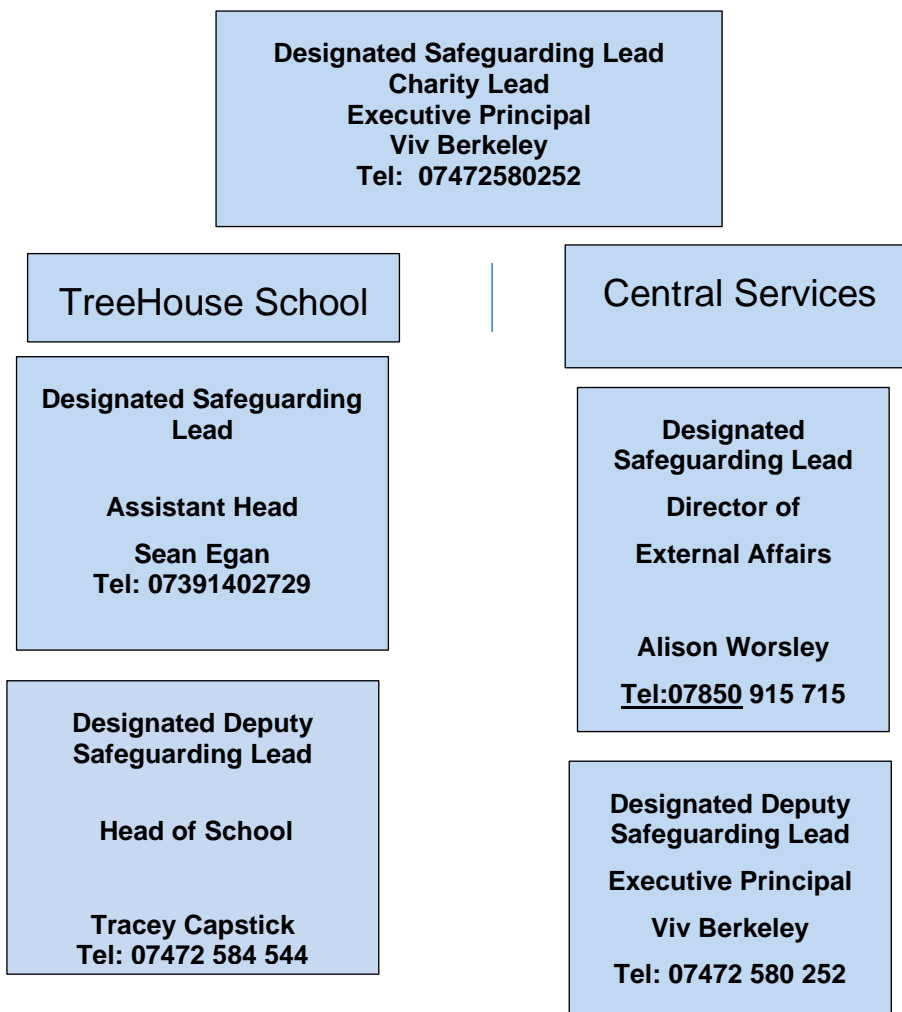 Designated Safeguarding Lead
Charity Lead
Executive Principal
Viv Berkeley
Tel: 07472580252
TreeHouse School
Designated Safeguarding
Lead
Assistant Head
Sean Egan
Tel: 07391402729
Designated Deputy
Safeguarding Lead
Head of School
Tracey Capstick
Tel: 07472 584 544
Central Services
Designated
Safeguarding Lead
Director of
External Affairs
Alison Worsley
Tel:07850 915 715
Designated Deputy
Safeguarding Lead
Executive Principal
Viv Berkeley
Tel: 07472 580 252